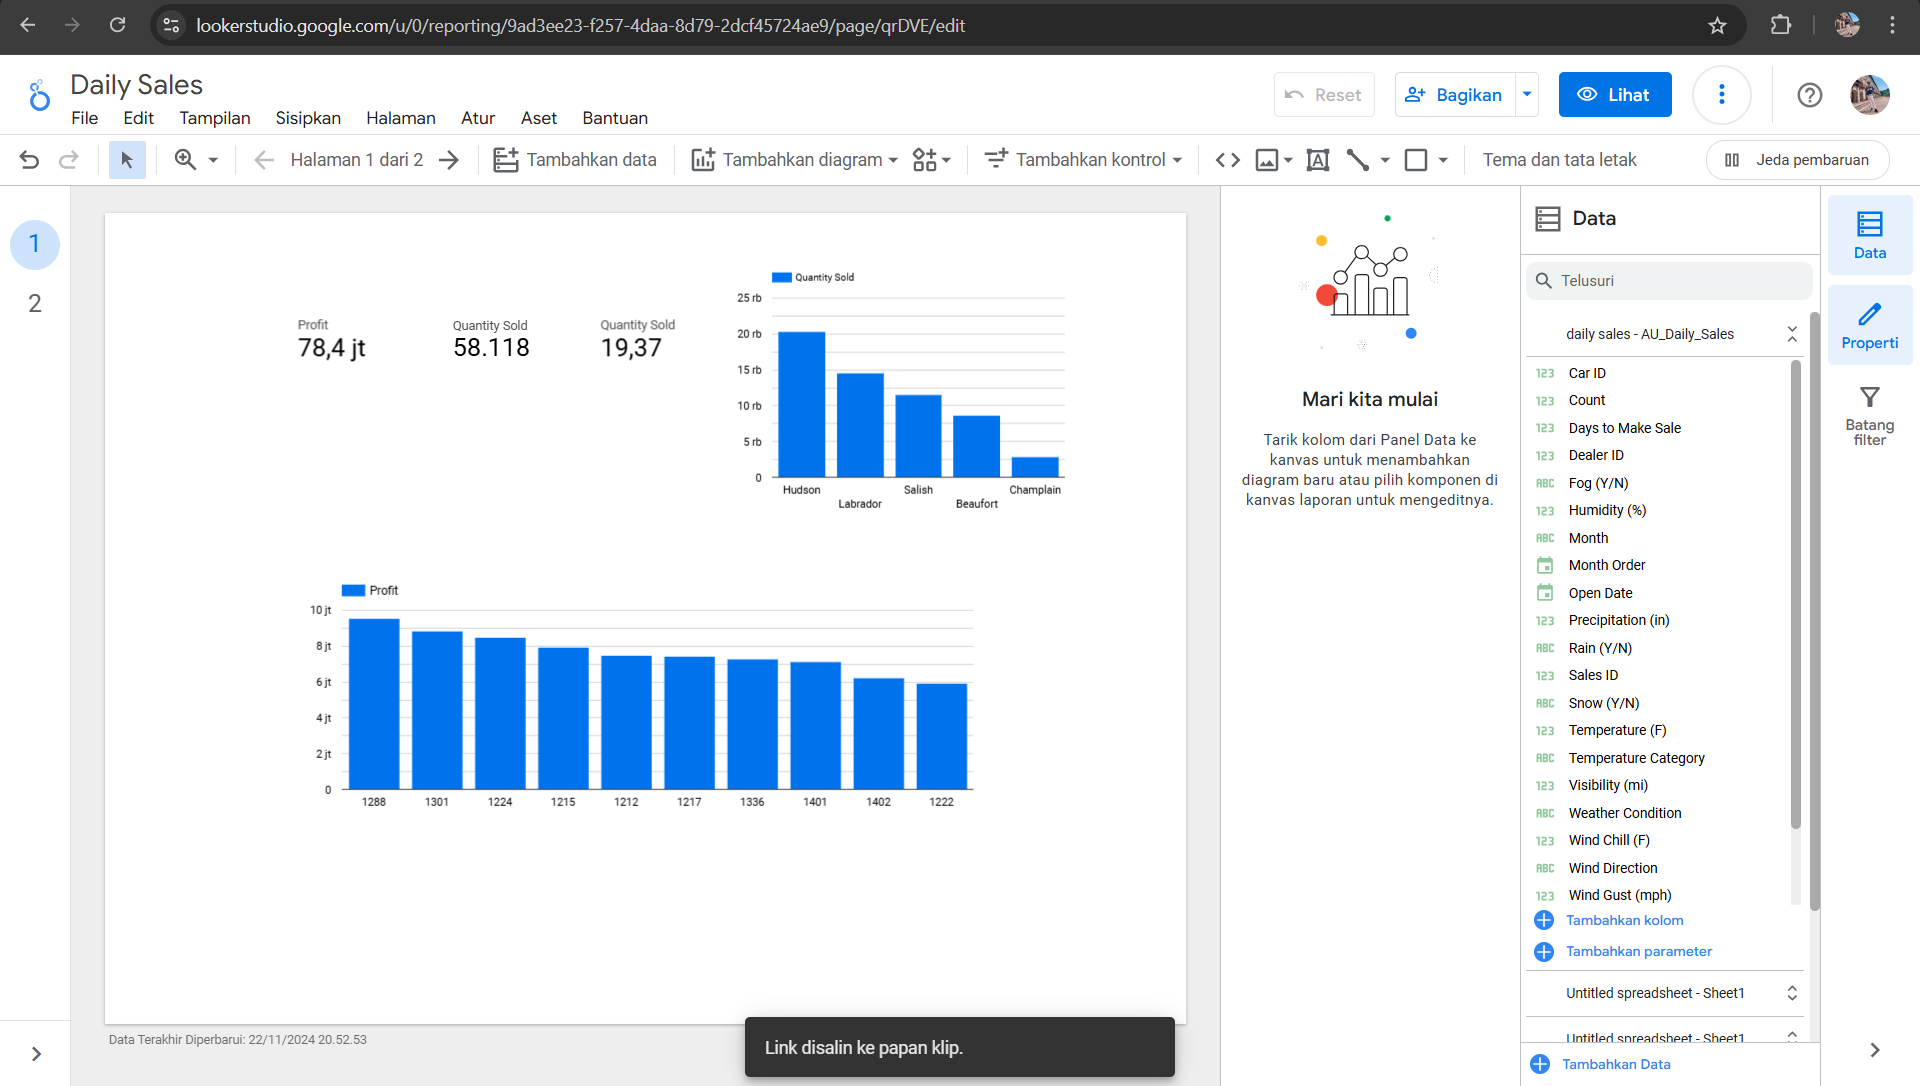 lookerstudio.google.com/u/0/reporting/9ad3ee23-f257-4daa-8d79-2dcf45724ae9/page/qrDVE/edit
Daily Sales
Reset
Bagikan
Lihat
File Edit Tampilan Sisipkan Halaman Atur Aset Bantuan
Halaman 1 dari 2
Tambahkan data
Tambahkan diagram
Tambahkan kontrol
Tema dan tata letak
Jeda pembaruan
1
2
Profit
78,4 jt
Quantity Sold
58.118
Quantity Sold
19,37
Quantity Sold
25 rb
20 rb
15 rb
10 rb
5 rb
0
Hudson
Labrador
Salish
Beaufort
Champlain
Profit
10 jt
8 jt
6 jt
4 jt
2 jt
0
1288 1301 1224 1215 1212 1217 1336 1401 1402 1222
Data Terakhir Diperbarui: 22/11/2024 20.52.53
Link disalin ke papan klip.
Mari kita mulai
Tarik kolom dari Panel Data ke
kanvas untuk menambahkan
diagram baru atau pilih komponen di
kanvas laporan untuk mengeditnya.
Data
Telusuri
daily sales - AU_Daily_Sales
123 Car ID
123 Count
123 Days to Make Sale
123 Dealer ID
ABC Fog (Y/N)
123 Humidity (%)
ABC Month
Month Order
Open Date
123 Precipitation (in)
ABC Rain (Y/N)
123 Sales ID
ABC Snow (Y/N)
123 Temperature (F)
ABC Temperature Category
123 Visibility (mi)
ABC Weather Condition
123 Wind Chill (F)
ABC Wind Direction
123 Wind Gust (mph)
Tambahkan kolom
Tambahkan parameter
Untitled spreadsheet - Sheet1
Untitled spreadsheet - Sheet1
Tambahkan Data
Data
Properti
Batang
filter